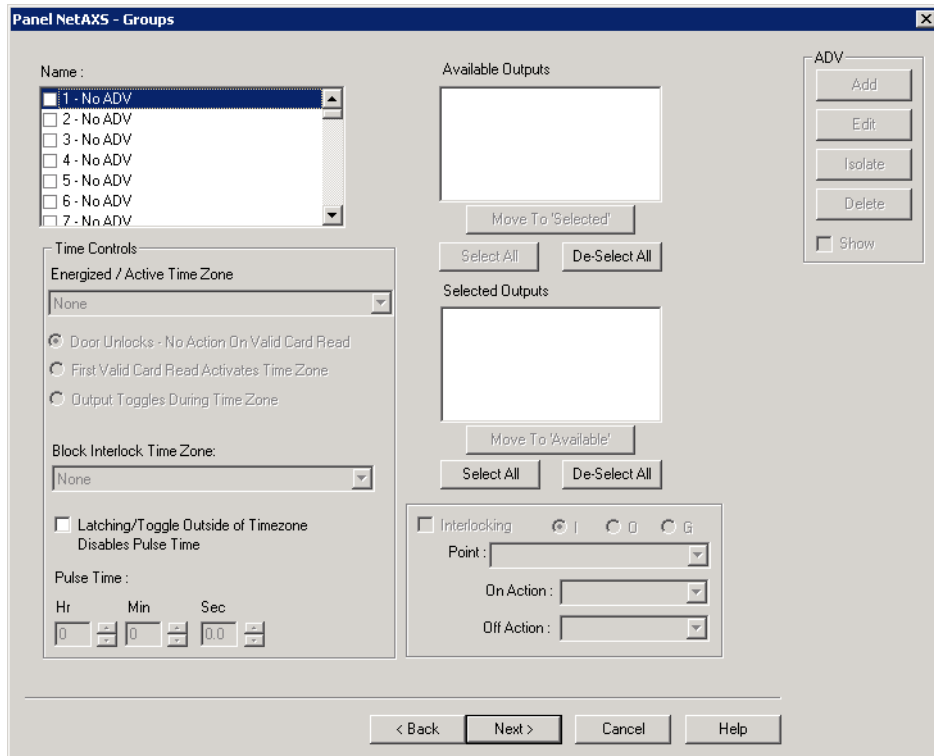 Panel NetAXS - Groups
Name :
1 - No ADV
2 - No ADV
3 - No ADV
4 - No ADV
5 - No ADV
6 - No ADV
7 - No ADV
Time Controls
Energized / Active Time Zone
None
Door Unlocks - No Action On Valid Card Read
First Valid Card Read Activates Time Zone
Output Toggles During Time Zone
Block Interlock Time Zone:
None
Latching/Toggle Outside of Timezone
Disables Pulse Time
Pulse Time :
Hr Min Sec
0 0 0.0
Available Outputs
Move To 'Selected'
Select All De-Select All
Selected Outputs
Move To 'Available'
Select All De-Select All
Interlocking I O G
Point :
On Action :
Off Action :
ADV
Add
Edit
Isolate
Delete
Show
< Back Next > Cancel Help